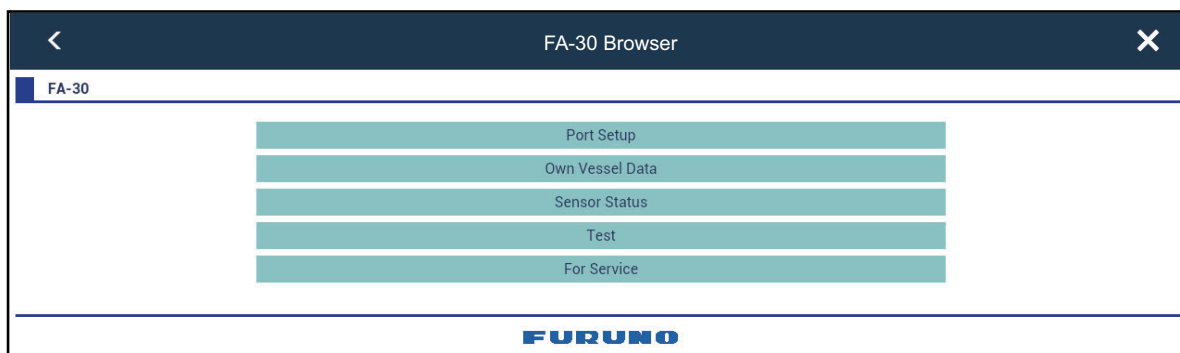 FA-30 Browser
FA-30
Port Setup
Own Vessel Data
Sensor Status
Test
For Service
FURUNO